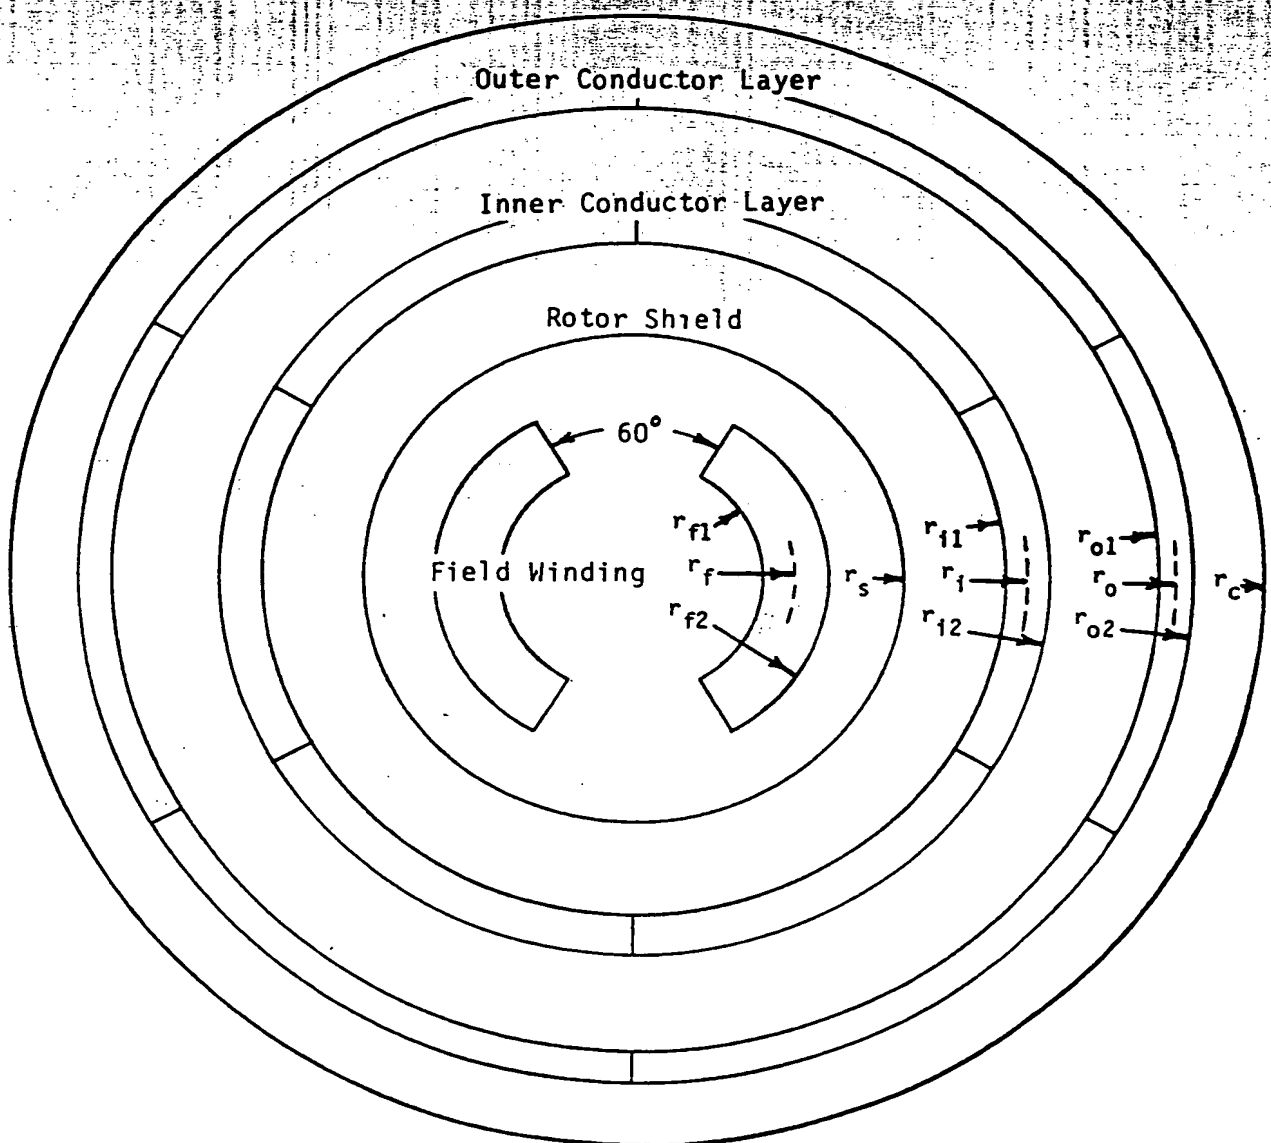 Outer Conductor Layer
Inner Conductor Layer
Rotor Shield
60°
Field Winding
r_f1
r_f
r_f2
r_s
r_i1
r_i
r_i2
r_o1
r_o
r_o2
r_c